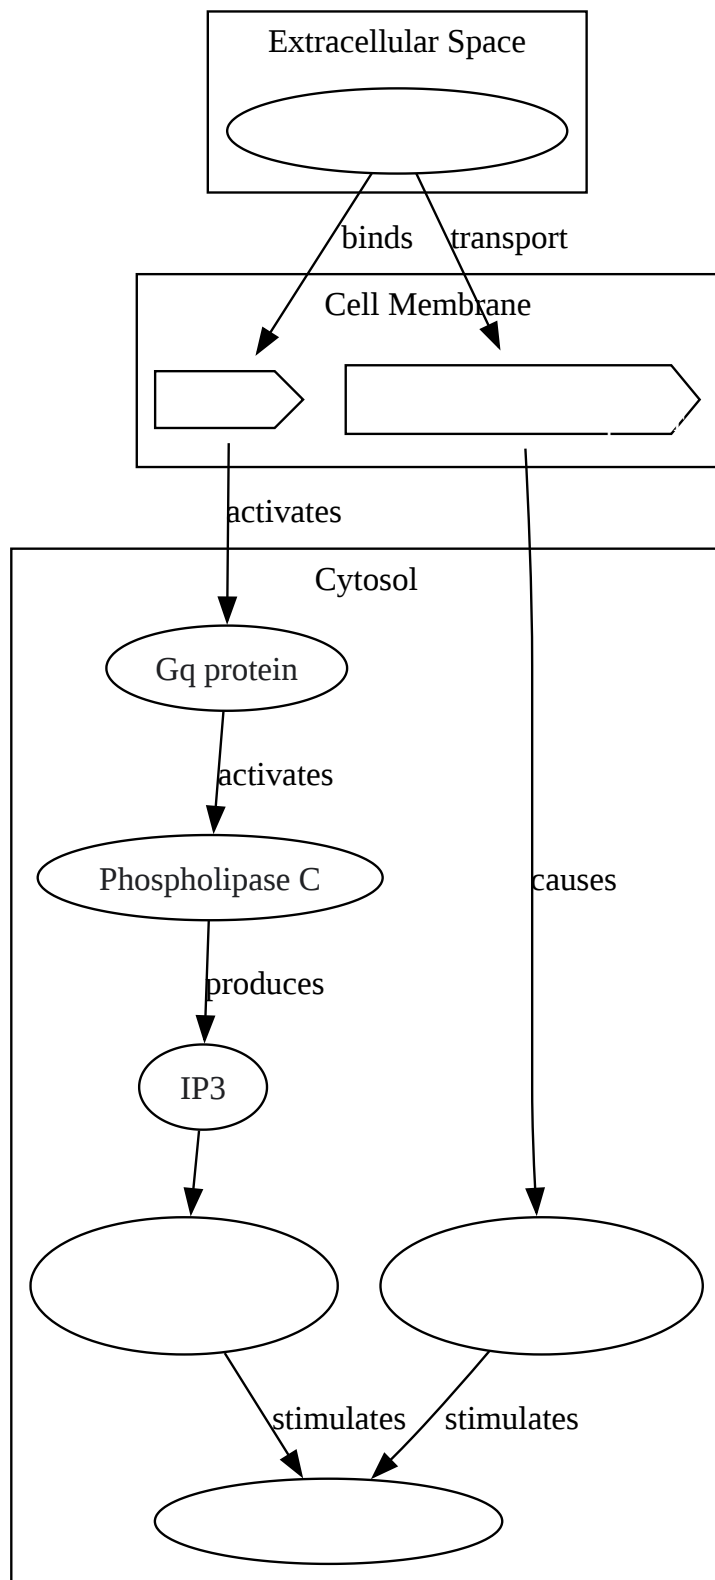 Extracellular Space
binds
transport
Cell Membrane
activates
Cytosol
Gq protein
activates
Phospholipase C
causes
produces
IP3
stimulates
stimulates